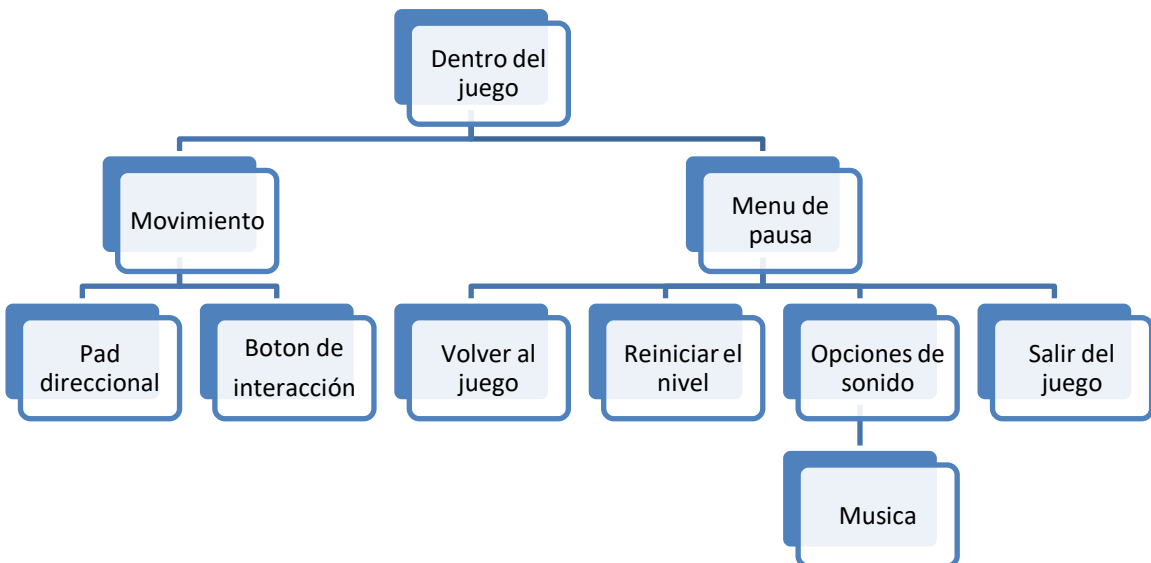 Dentro del
juego
Movimiento
Menu de
pausa
Pad
direccional
Boton de
interacción
Volver al
juego
Reiniciar el
nivel
Opciones de
sonido
Salir del
juego
Musica